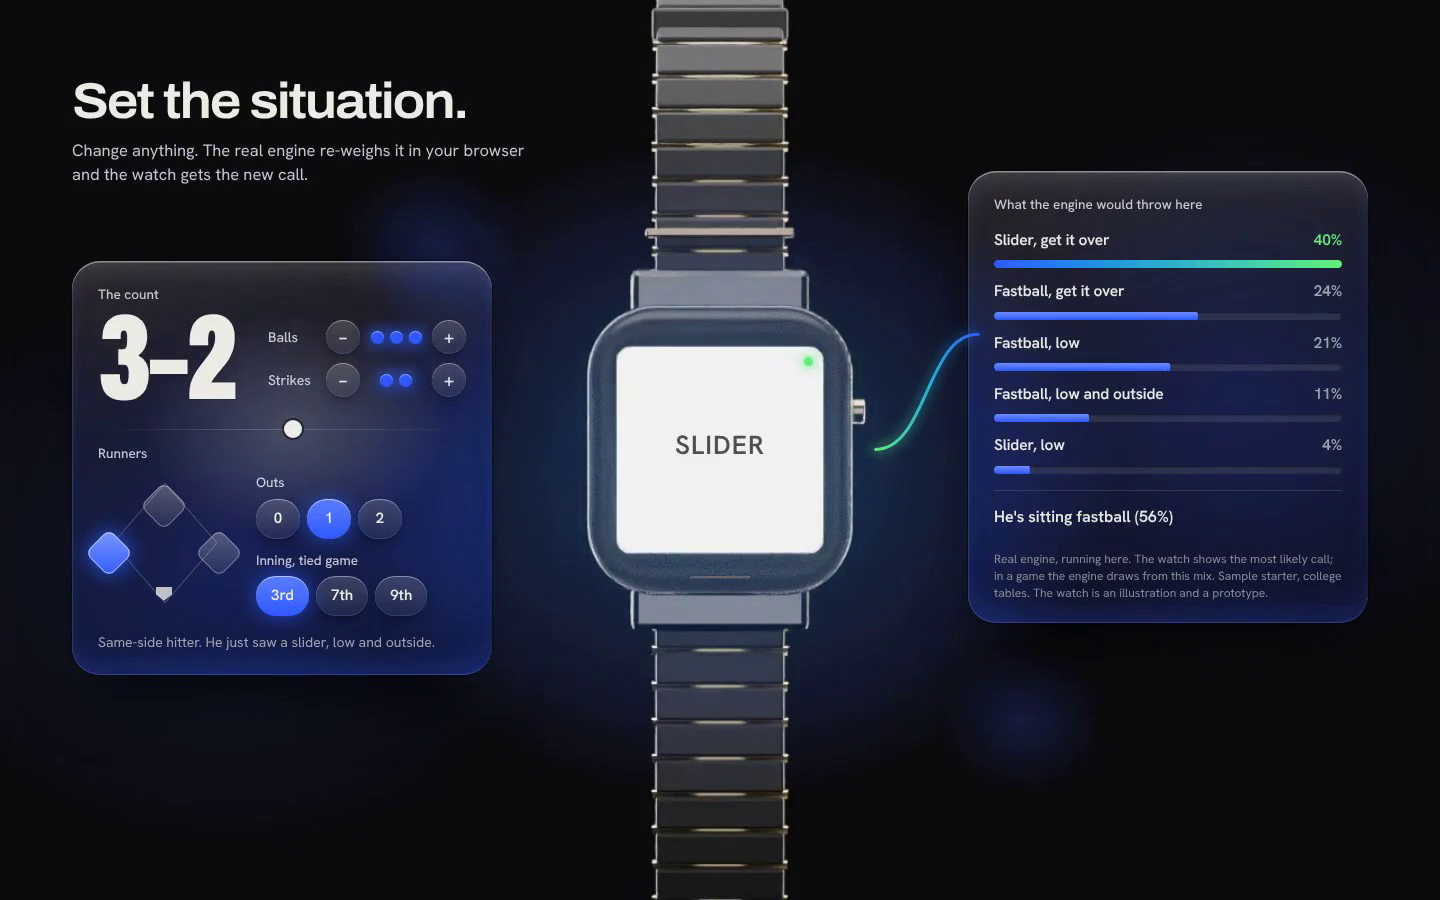 Set the situation.
Change anything. The real engine re-weighs it in your browser
and the watch gets the new call.
The count
3–2
Balls
–
+
Strikes
–
+
Runners
Outs
0
1
2
Inning, tied game
3rd
7th
9th
Same-side hitter. He just saw a slider, low and outside.
SLIDER
What the engine would throw here
Slider, get it over 40%
Fastball, get it over 24%
Fastball, low 21%
Fastball, low and outside 11%
Slider, low 4%
He's sitting fastball (56%)
Real engine, running here. The watch shows the most likely call;
in a game the engine draws from this mix. Sample starter, college
tables. The watch is an illustration and a prototype.